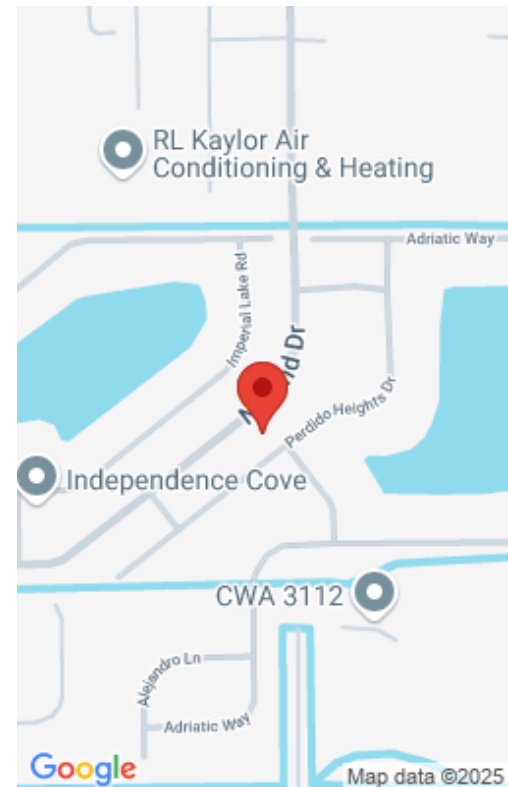 RL Kaylor Air
Conditioning & Heating
Adriatic Way
Imperial Lake Rd
Dr
Perdido Heights Dr
Independence Cove
CWA 3112
Alejandro Ln
Adriatic Way
Google
Map data ©2025